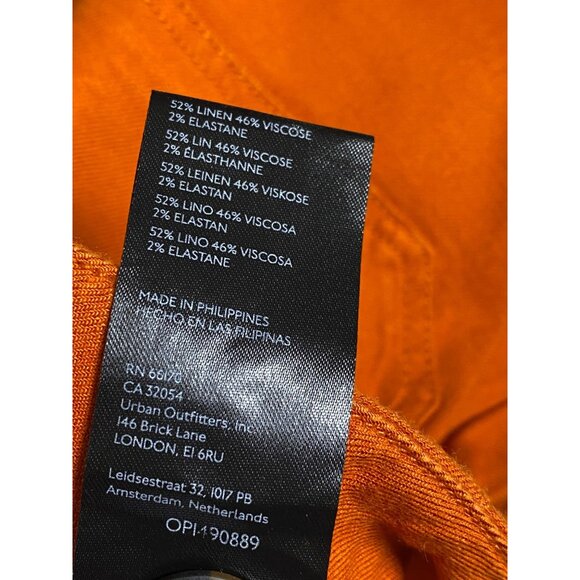 52% LINEN 46% VISCOSE
2% ELASTANE
52% LIN 46% VISCOSE
2% ÉLASTHANNE
52% LEINEN 46% VISKOSE
2% ELASTAN
52% LINO 46% VISCOSA
2% ELASTAN
52% LINO 46% VISCOSA
2% ELASTANE
MADE IN PHILIPPINES
HECHO EN LAS FILIPINAS
RN 66170
CA 32054
Urban Outfitters, Inc
146 Brick Lane
LONDON, E1 6RU
Leidsestraat 32, 1017 PB
Amsterdam, Netherlands
OP1490889